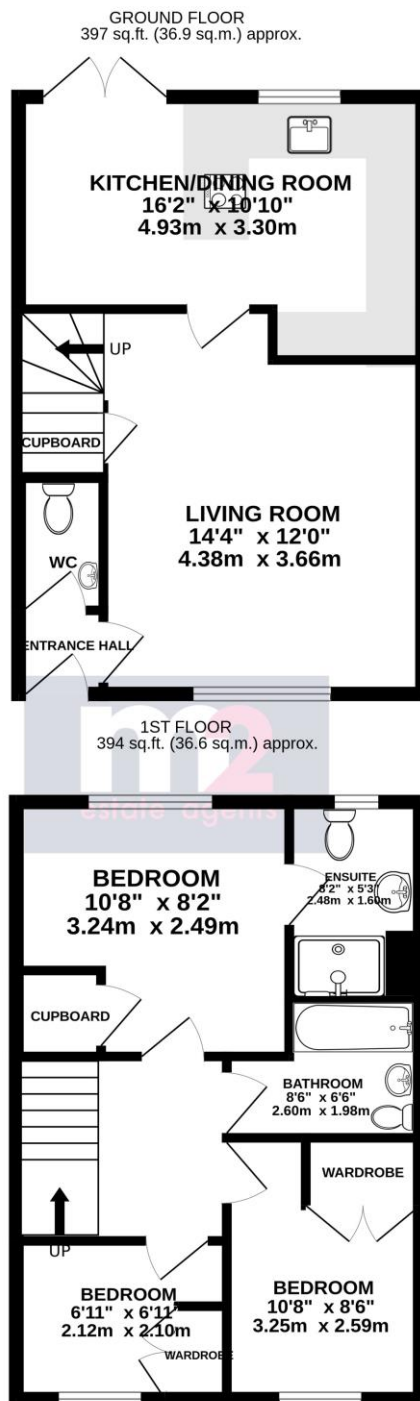 GROUND FLOOR
397 sq.ft. (36.9 sq.m.) approx.
KITCHEN/DINING ROOM
16'2" x 10'10"
4.93m x 3.30m
UP
CUPBOARD
LIVING ROOM
14'4" x 12'0"
4.38m x 3.66m
WC
ENTRANCE HALL
m2
estate agents
1ST FLOOR
394 sq.ft. (36.6 sq.m.) approx.
BEDROOM
10'8" x 8'2"
3.24m x 2.49m
ENSUITE
8'2" x 5'3"
2.48m x 1.60m
CUPBOARD
BATHROOM
8'6" x 6'6"
2.60m x 1.98m
WARDROBE
UP
BEDROOM
6'11" x 6'11"
2.12m x 2.10m
WARDROBE
BEDROOM
10'8" x 8'6"
3.25m x 2.59m